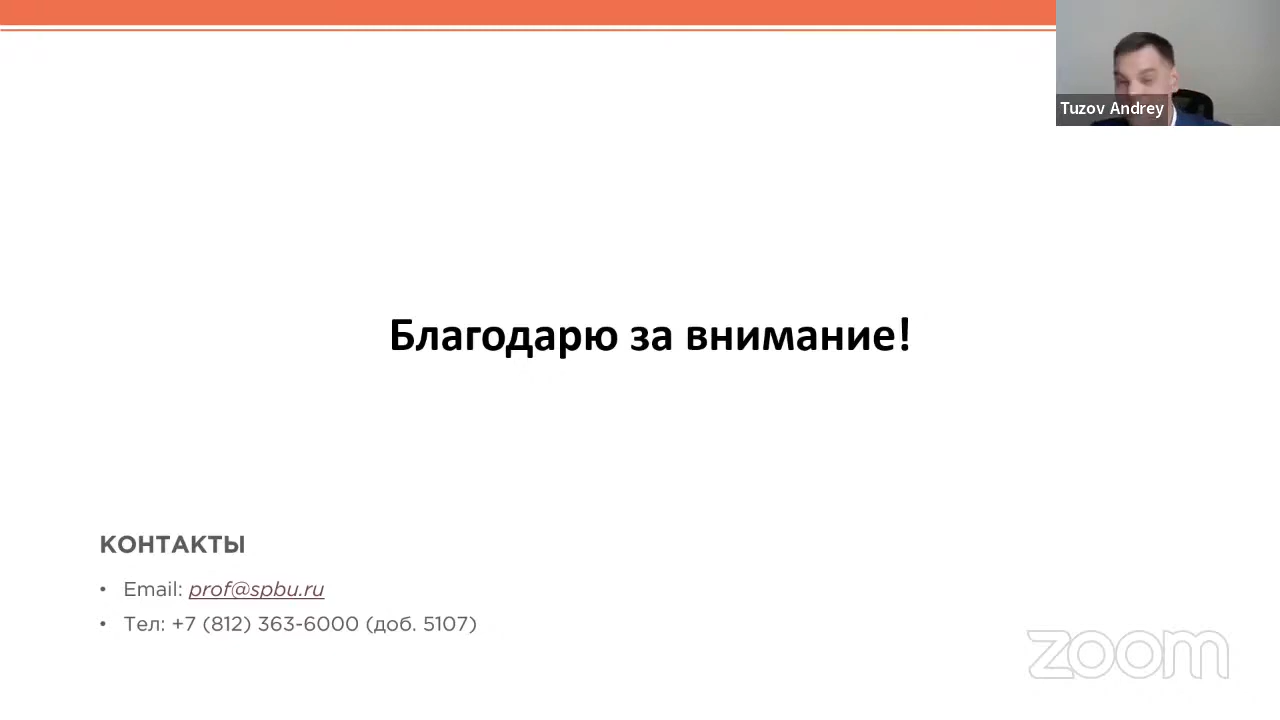 Tuzov Andrey
Благодарю за внимание!
КОНТАКТЫ
• Email: prof@spbu.ru
• Тел: +7 (812) 363-6000 (доб. 5107)
zoom